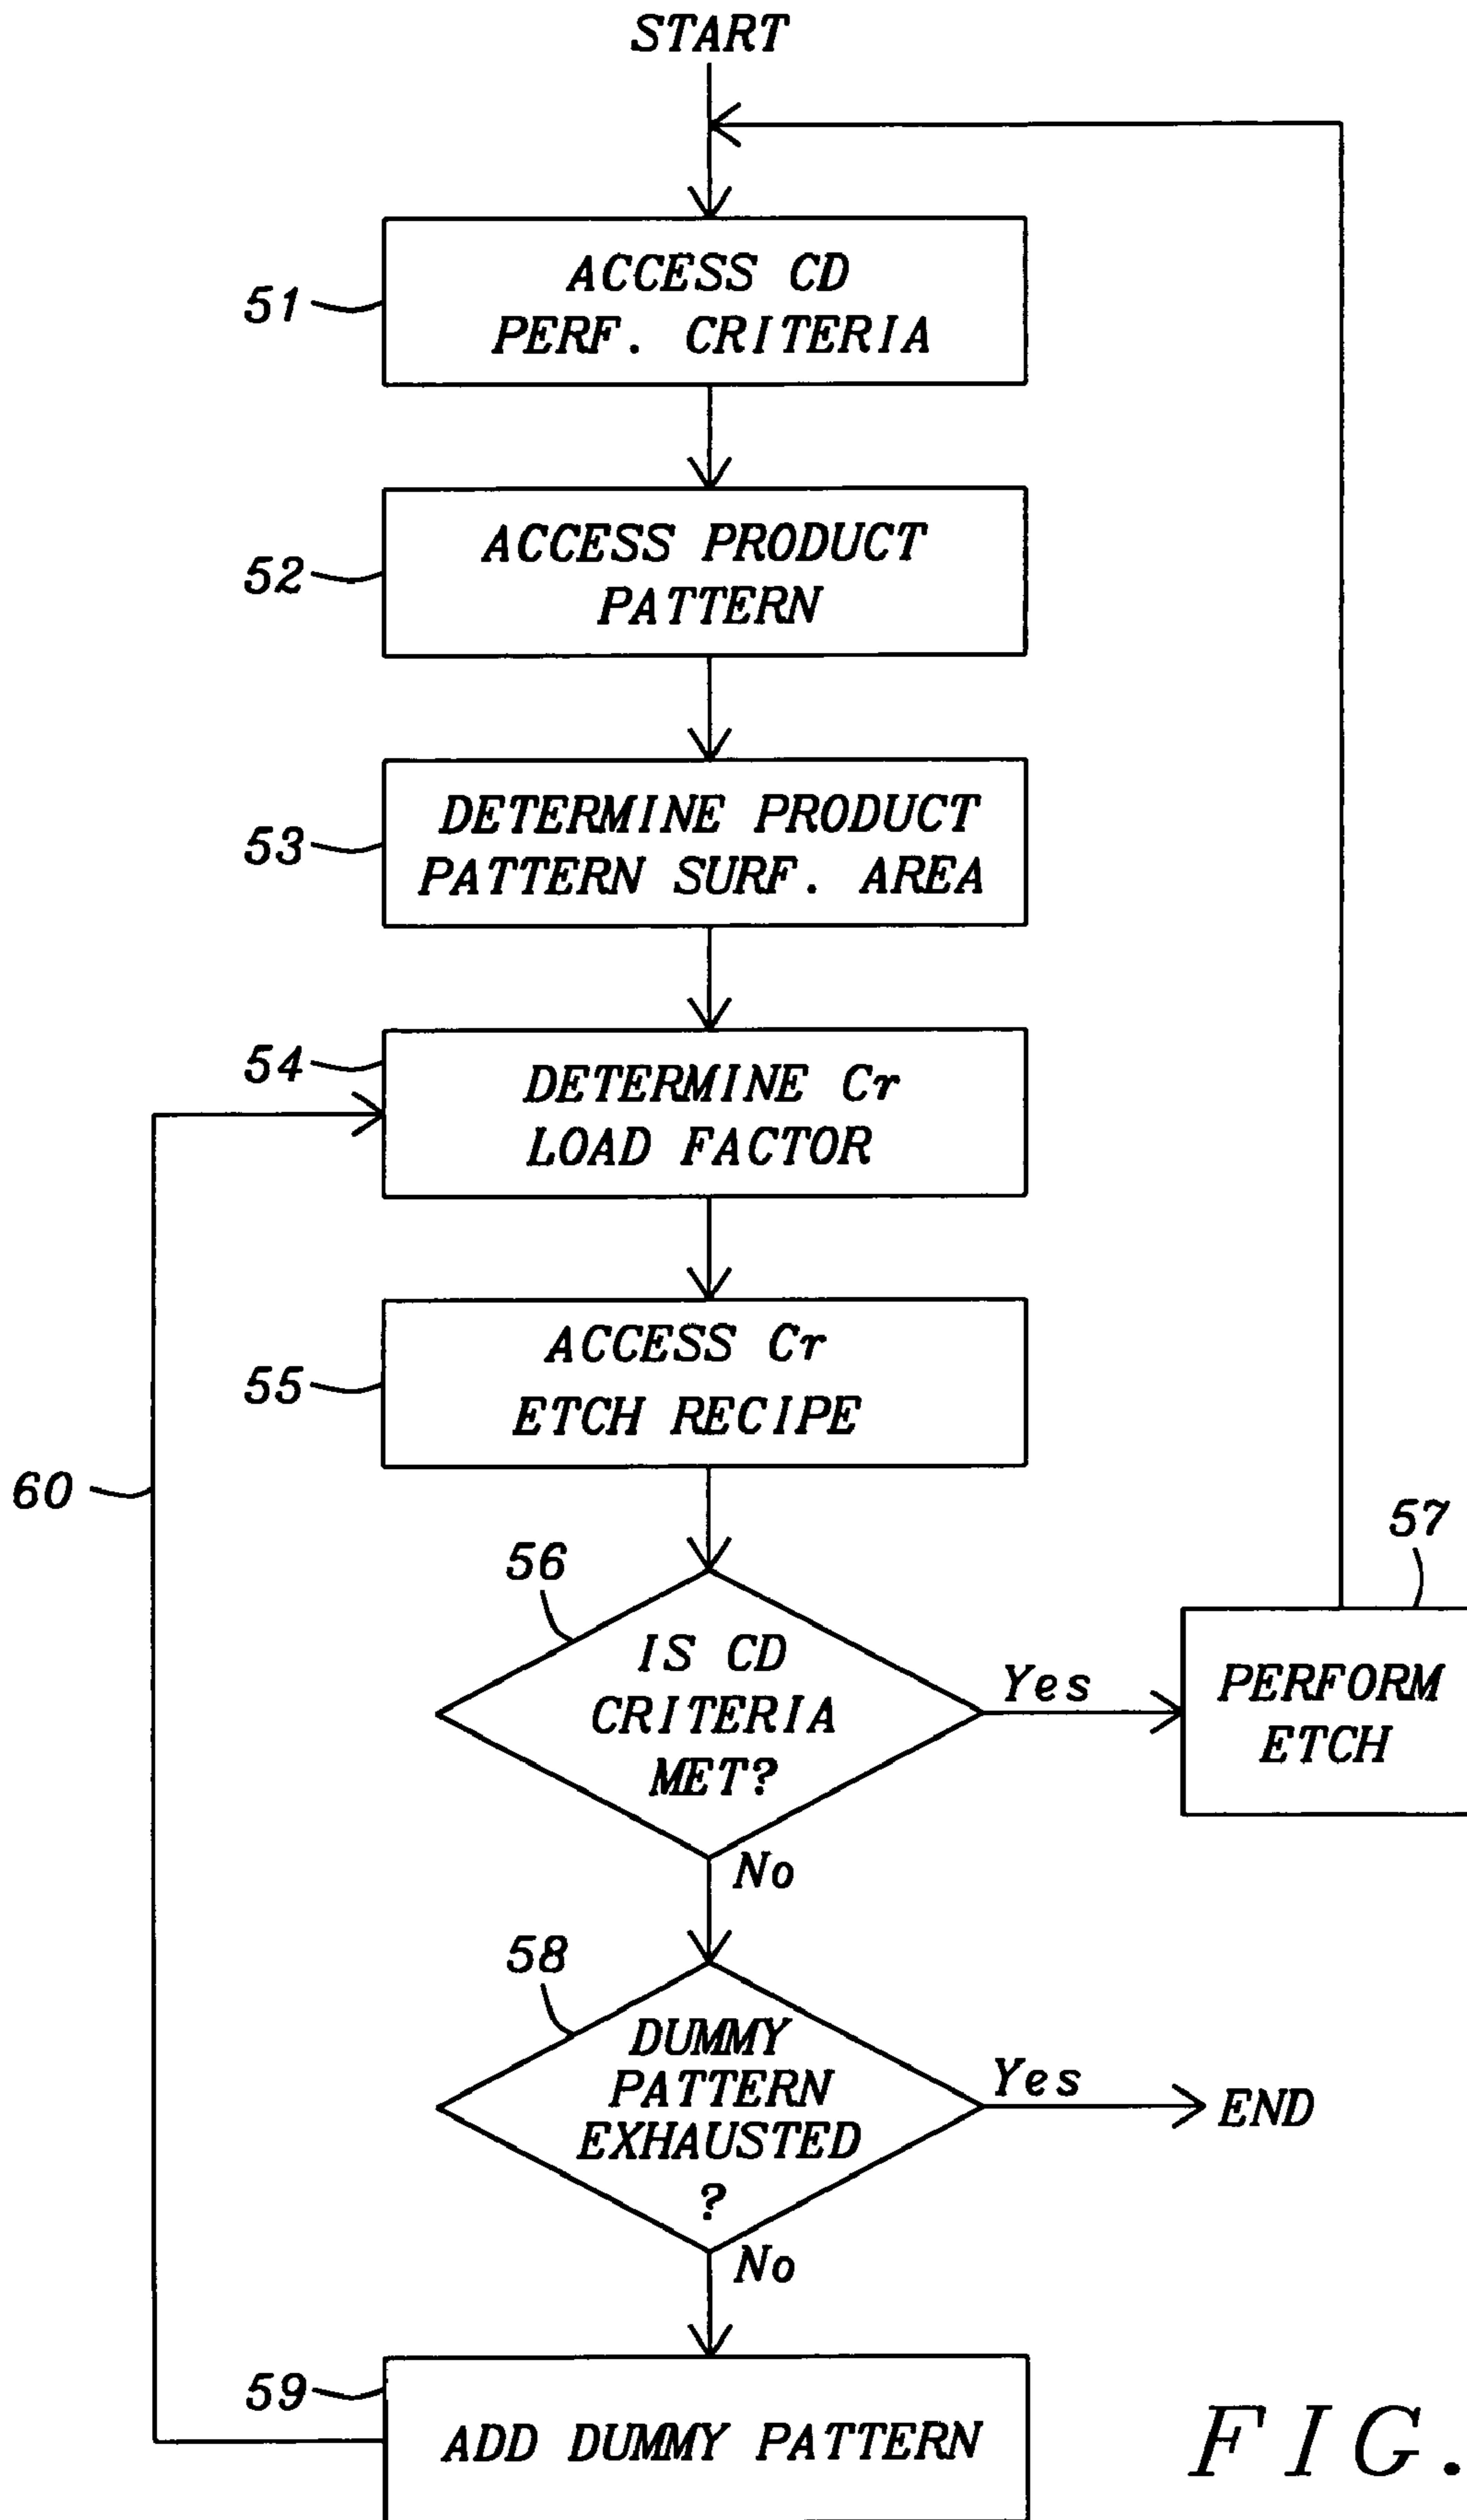 START
51
ACCESS CD
PERF. CRITERIA
52
ACCESS PRODUCT
PATTERN
53
DETERMINE PRODUCT
PATTERN SURF. AREA
54
DETERMINE Cr
LOAD FACTOR
55
ACCESS Cr
ETCH RECIPE
60
56
IS CD
CRITERIA
MET?
Yes
57
PERFORM
ETCH
No
58
DUMMY
PATTERN
EXHAUSTED
?
Yes
END
No
59
ADD DUMMY PATTERN
FIG.